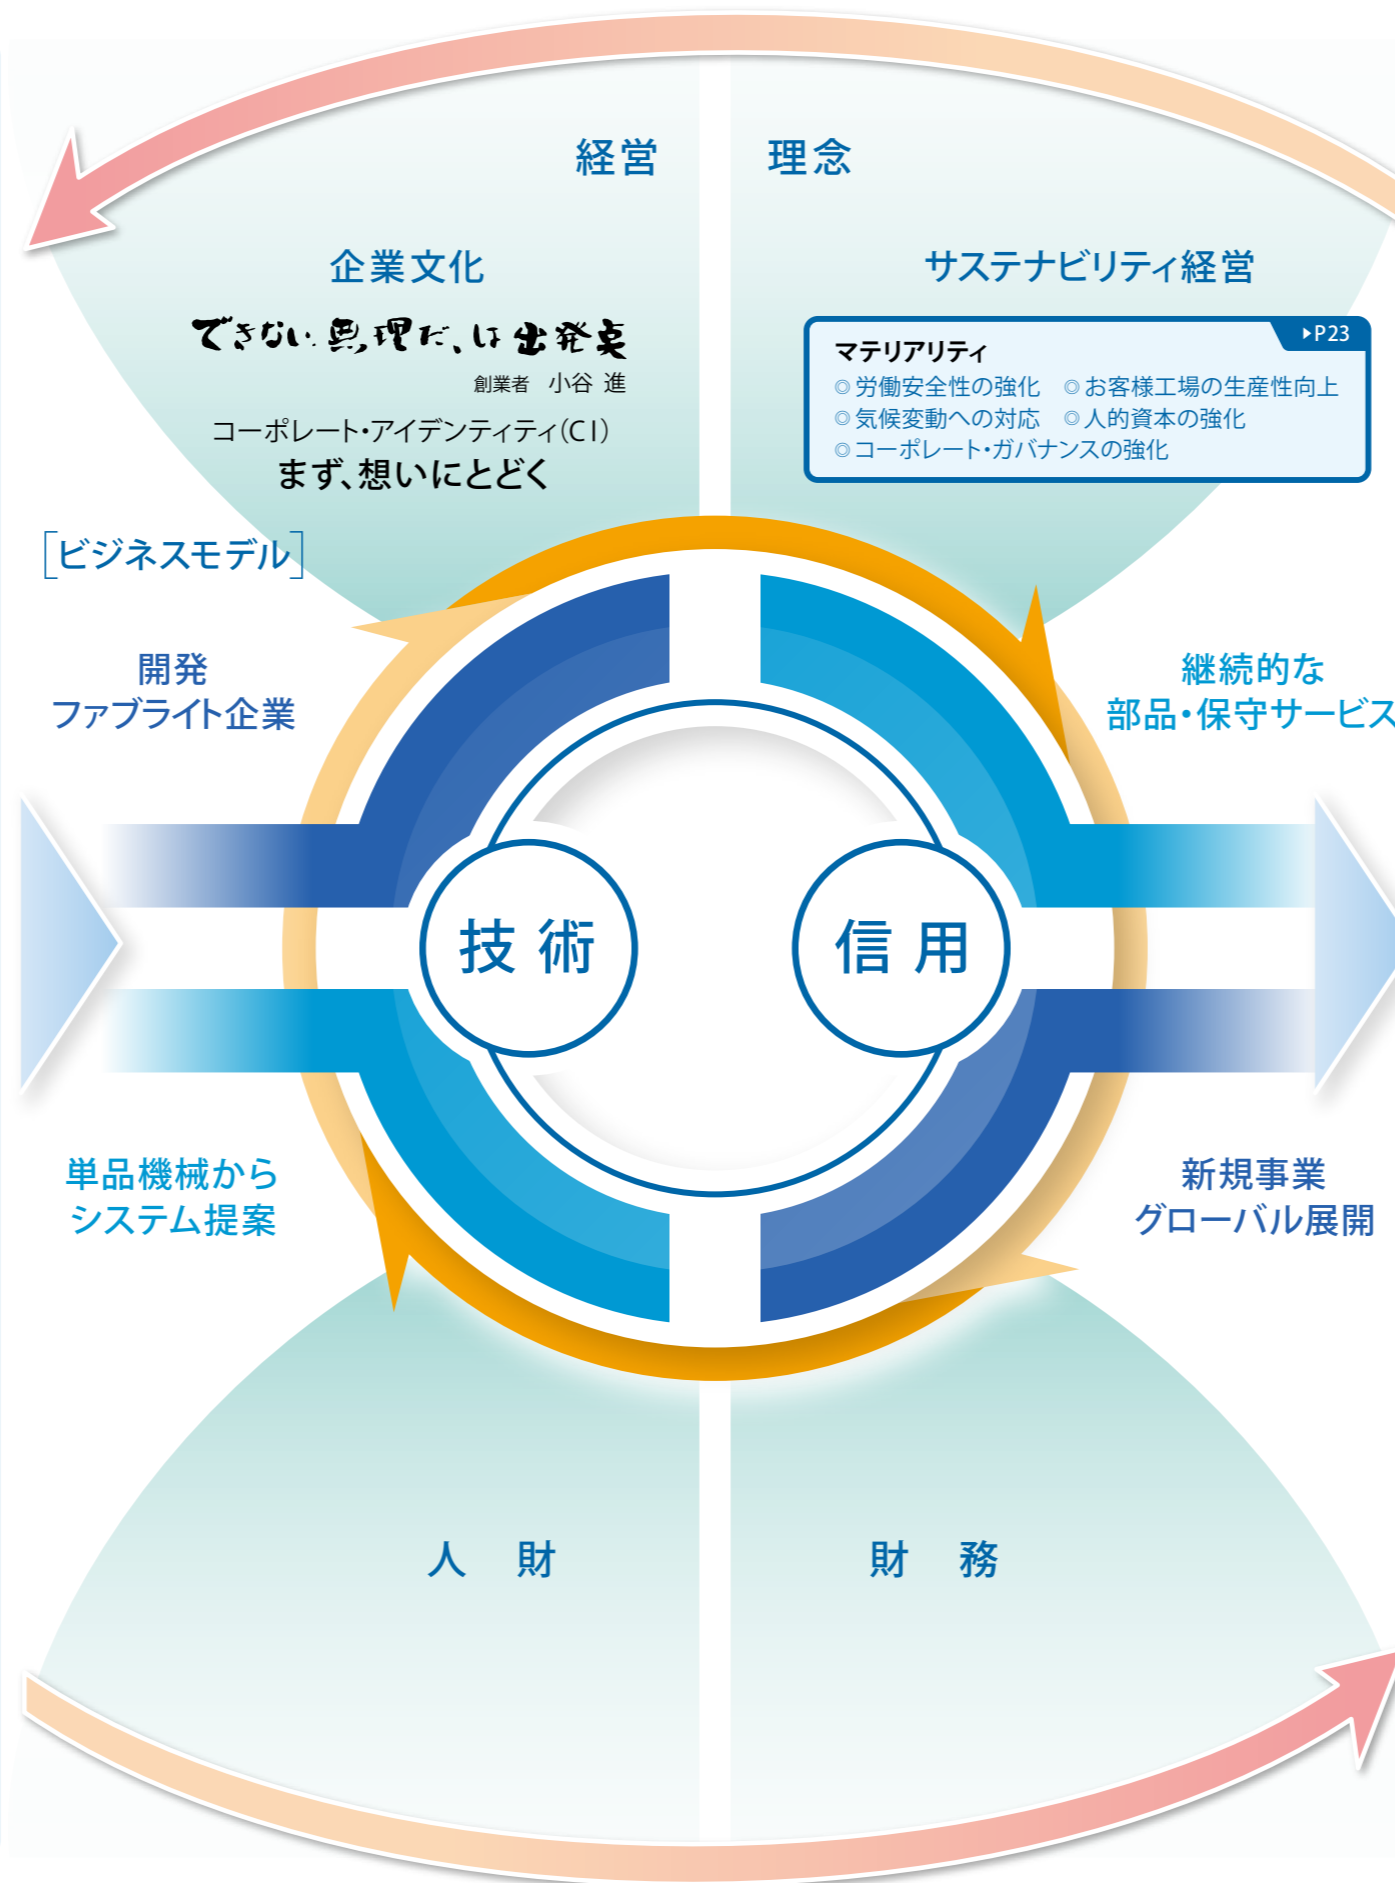 経営 理念
企業文化
できない.無理だ、は出発点
創業者 小谷 進
コーポレート・アイデンティティ(CI)
まず、想いにとどく
サステナビリティ経営
▶P23
マテリアリティ
◎労働安全性の強化 ◎お客様工場の生産性向上
◎気候変動への対応 ◎人的資本の強化
◎コーポレート・ガバナンスの強化
[ビジネスモデル]
開発
ファブライト企業
継続的な
部品・保守サービス
技術
信用
単品機械から
システム提案
新規事業
グローバル展開
人 財
財 務